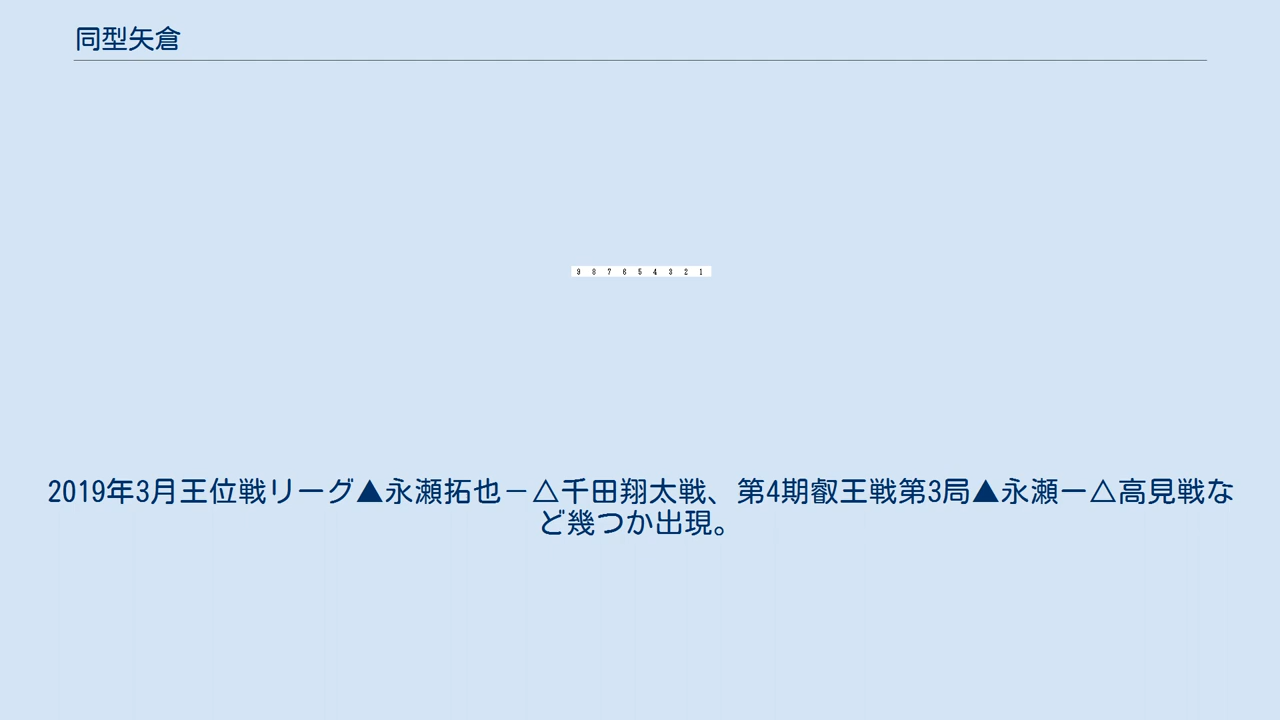 同型矢倉
9 8 7 6 5 4 3 2 1
2019年3月王位戦リーグ▲永瀬拓也－△千田翔太戦、第4期叡王戦第3局▲永瀬ー△高見戦な
ど幾つか出現。